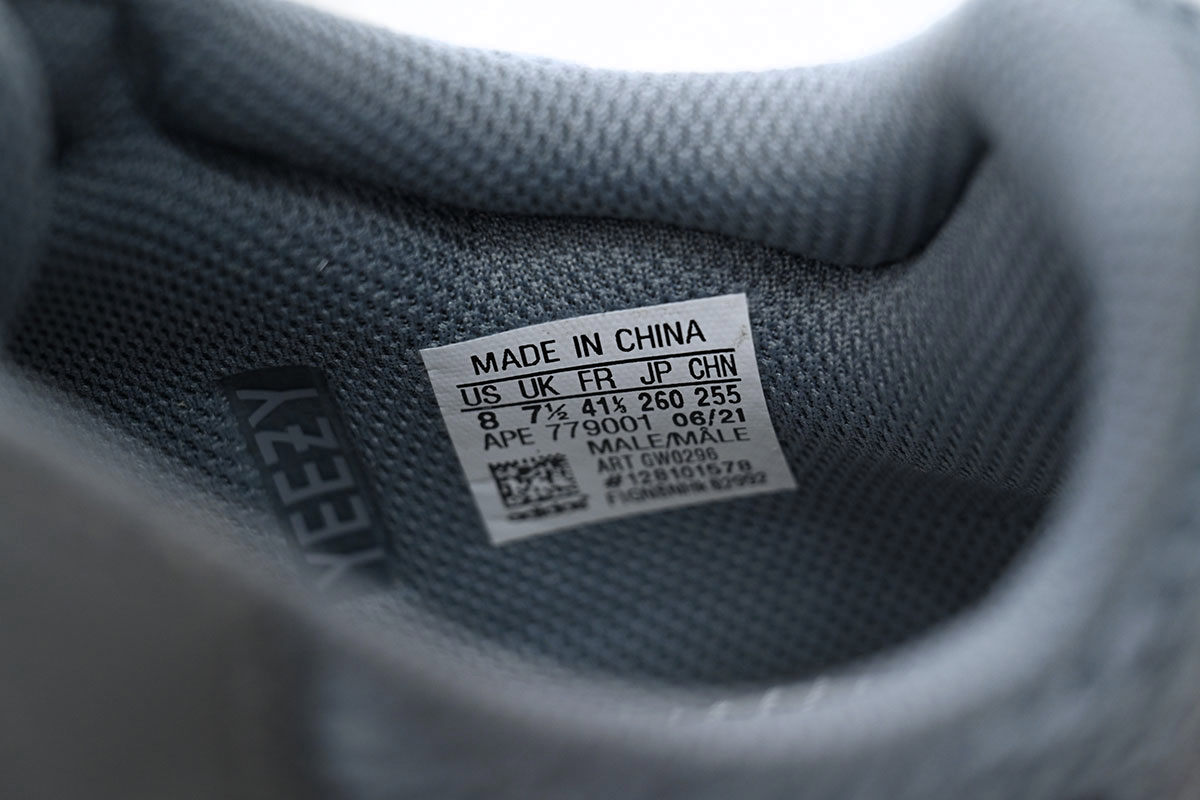 MADE IN CHINA
US UK FR JP CHN
8 7½ 41⅓ 260 255
APE 779001 06/21
MALE/MÂLE
ART GW0296
#128101578
YEEZY